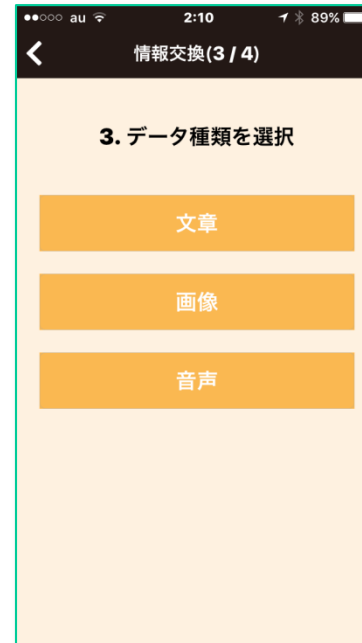 ●●○○○ au 2:10 89%
情報交換(3 / 4)
3. データ種類を選択
文章
画像
音声